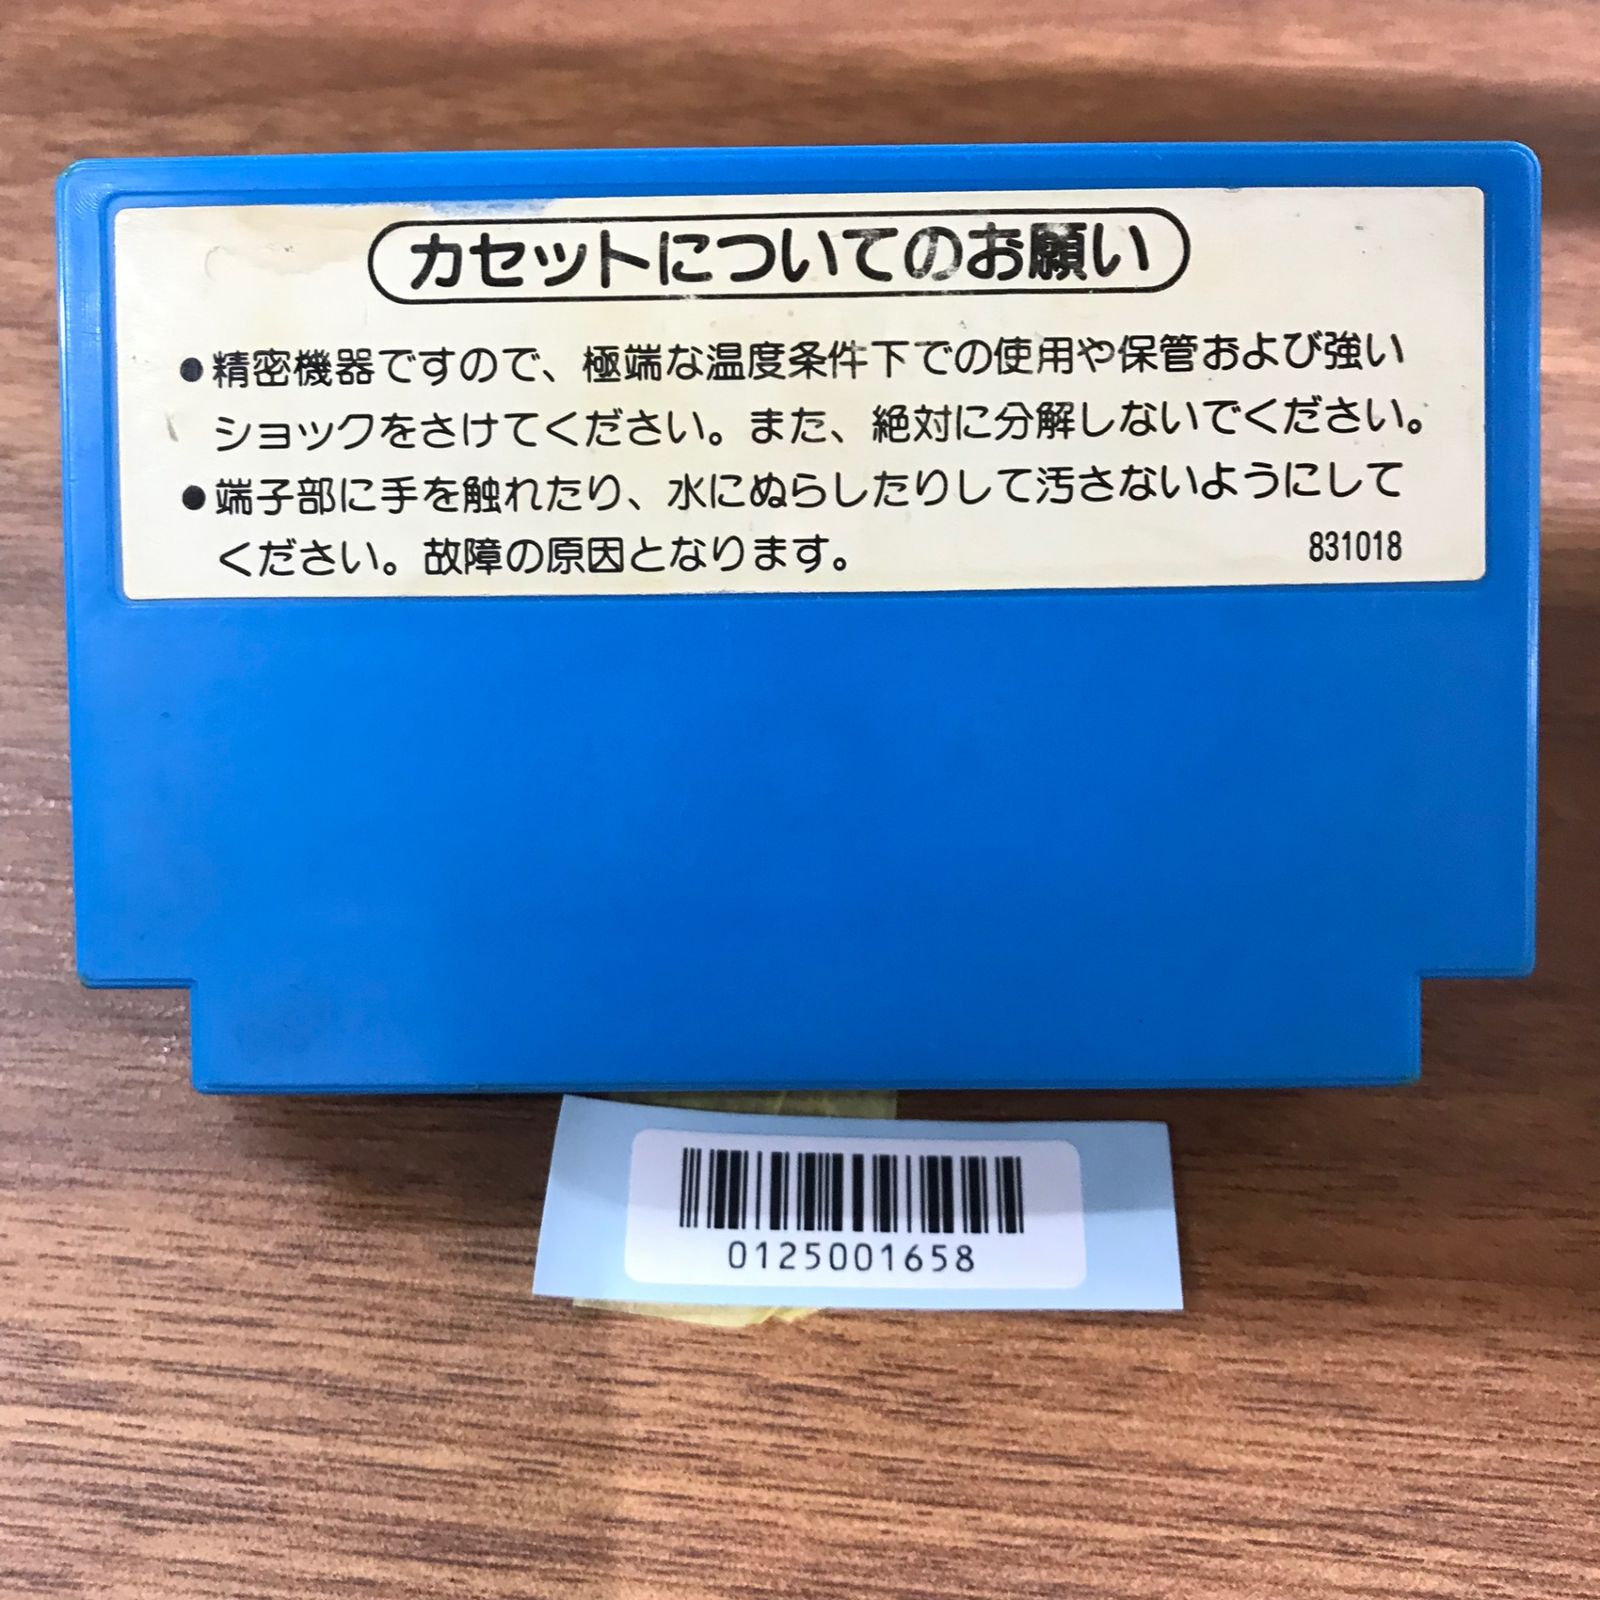 カセットについてのお願い
●精密機器ですので、極端な温度条件下での使用や保管および強い
ショックをさけてください。また、絶対に分解しないでください。
●端子部に手を触れたり、水にぬらしたりして汚さないようにして
ください。故障の原因となります。
831018
0125001658